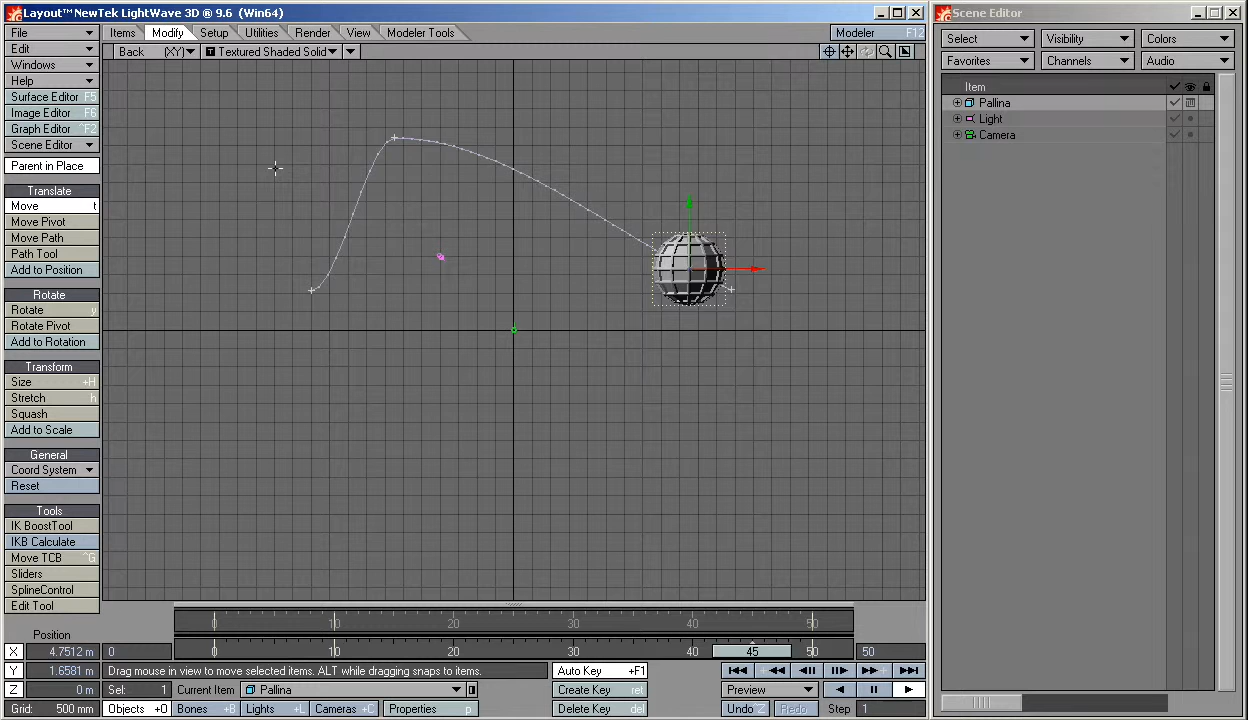 Layout™ NewTek LightWave 3D ® 9.6 (Win64)
Scene Editor
File
Items
Modify
Setup
Utilities
Render
View
Modeler Tools
Modeler F12
Select
Visibility
Colors
Edit
Back (XY)
Textured Shaded Solid
Favorites
Channels
Audio
Windows
Help
Surface Editor F5
Image Editor F6
Graph Editor ^F2
Scene Editor
Parent in Place
Item
Pallina
Light
Camera
Translate
Move t
Move Pivot
Move Path
Path Tool
Add to Position
Rotate
Rotate y
Rotate Pivot
Add to Rotation
Transform
Size +H
Stretch h
Squash
Add to Scale
General
Coord System
Reset
Tools
IK BoostTool
IKB Calculate
Move TCB ^G
Sliders
SplineControl
Edit Tool
0 10 20 30 40 50
Position
X 4.7512 m
0
0 10 20 30 40 45 50
50
Y 1.6581 m
Drag mouse in view to move selected items. ALT while dragging snaps to items.
Auto Key +F1
Z 0 m
Sel: 1
Current Item
Pallina
Create Key ret
Preview
Grid: 500 mm
Objects +O
Bones +B
Lights +L
Cameras +C
Properties p
Delete Key del
Undo ^Z
Redo
Step 1